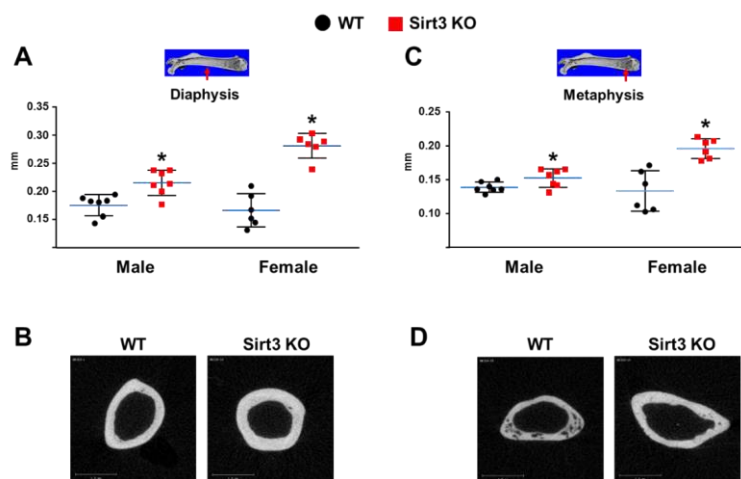 WT Sirt3 KO
A
Diaphysis
0.35
0.30
0.25
0.20
0.15
mm
*
*
Male Female
C
Metaphysis
0.25
0.20
0.15
0.10
mm
*
*
Male Female
B
WT Sirt3 KO
D
WT Sirt3 KO